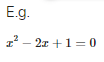 E.g.
x² − 2x + 1 = 0